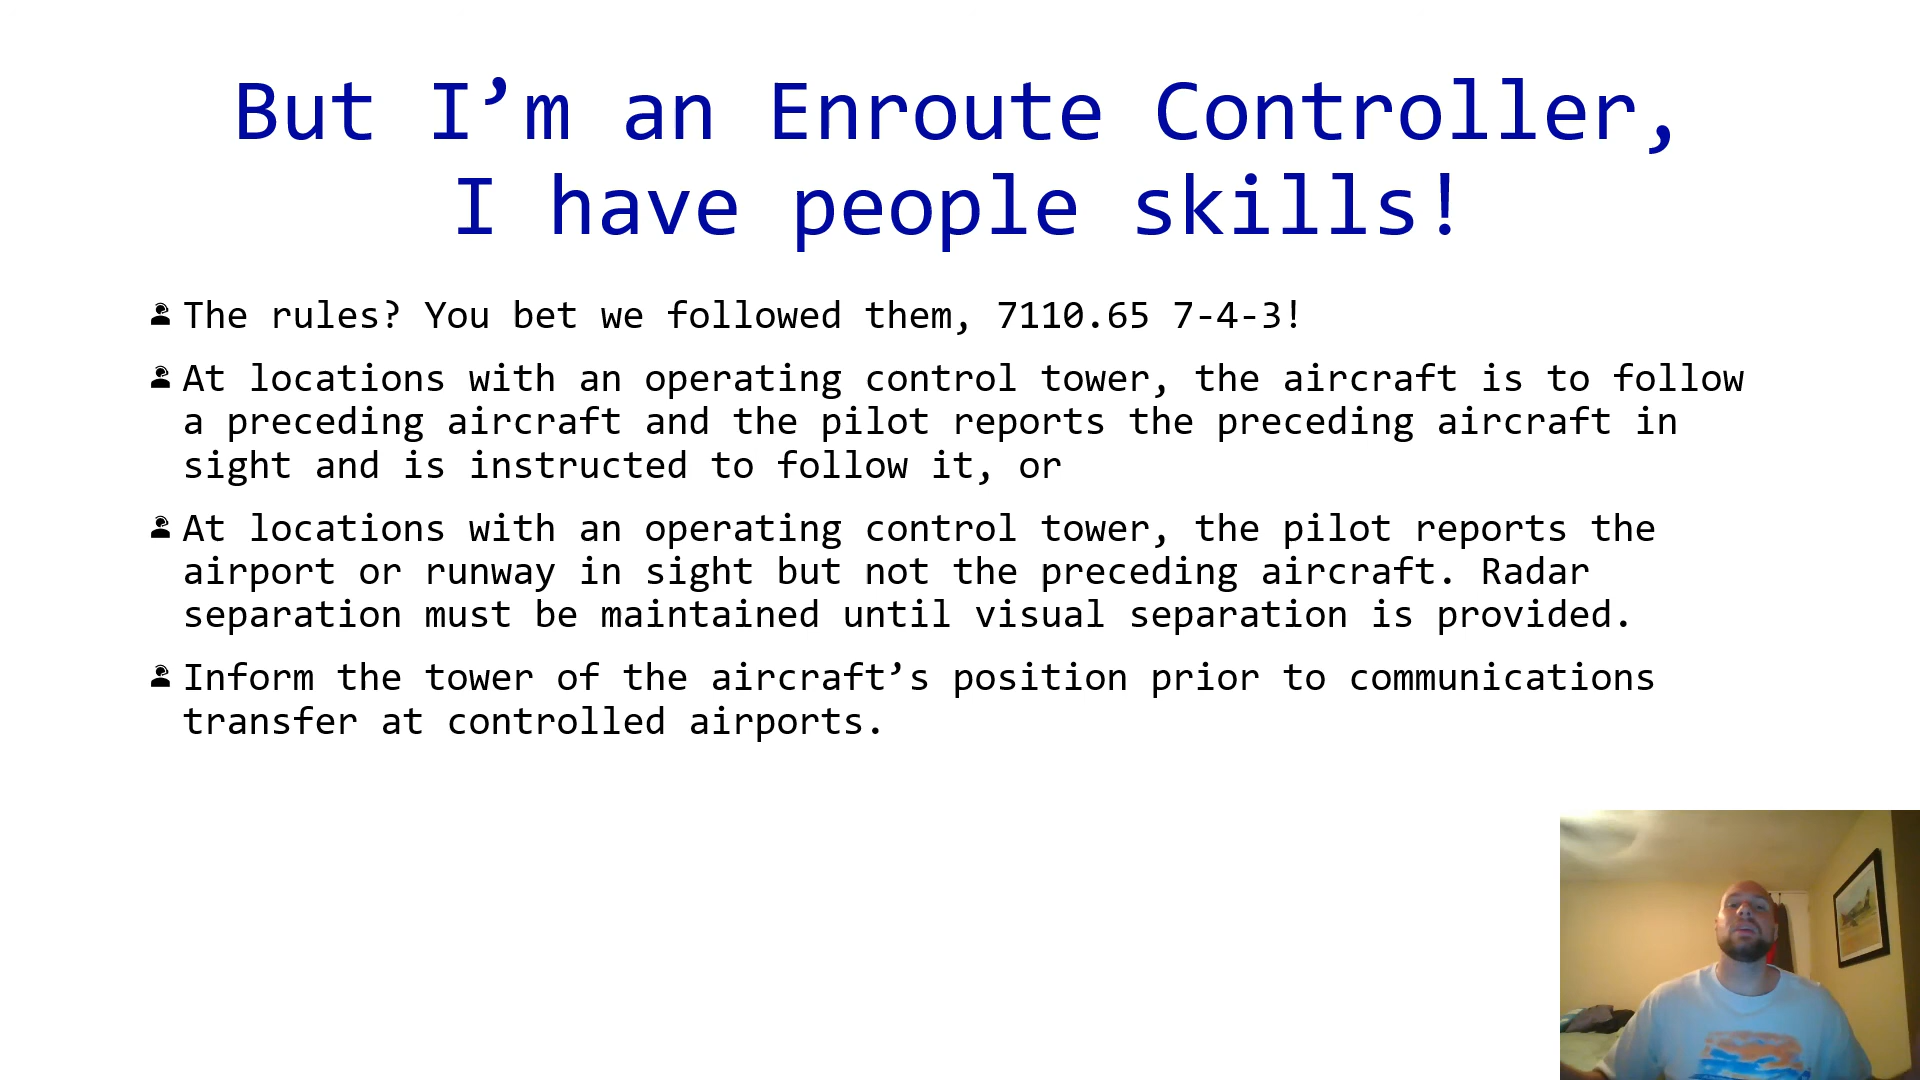 But I’m an Enroute Controller,
I have people skills!
The rules? You bet we followed them, 7110.65 7-4-3!
At locations with an operating control tower, the aircraft is to follow
a preceding aircraft and the pilot reports the preceding aircraft in
sight and is instructed to follow it, or
At locations with an operating control tower, the pilot reports the
airport or runway in sight but not the preceding aircraft. Radar
separation must be maintained until visual separation is provided.
Inform the tower of the aircraft’s position prior to communications
transfer at controlled airports.